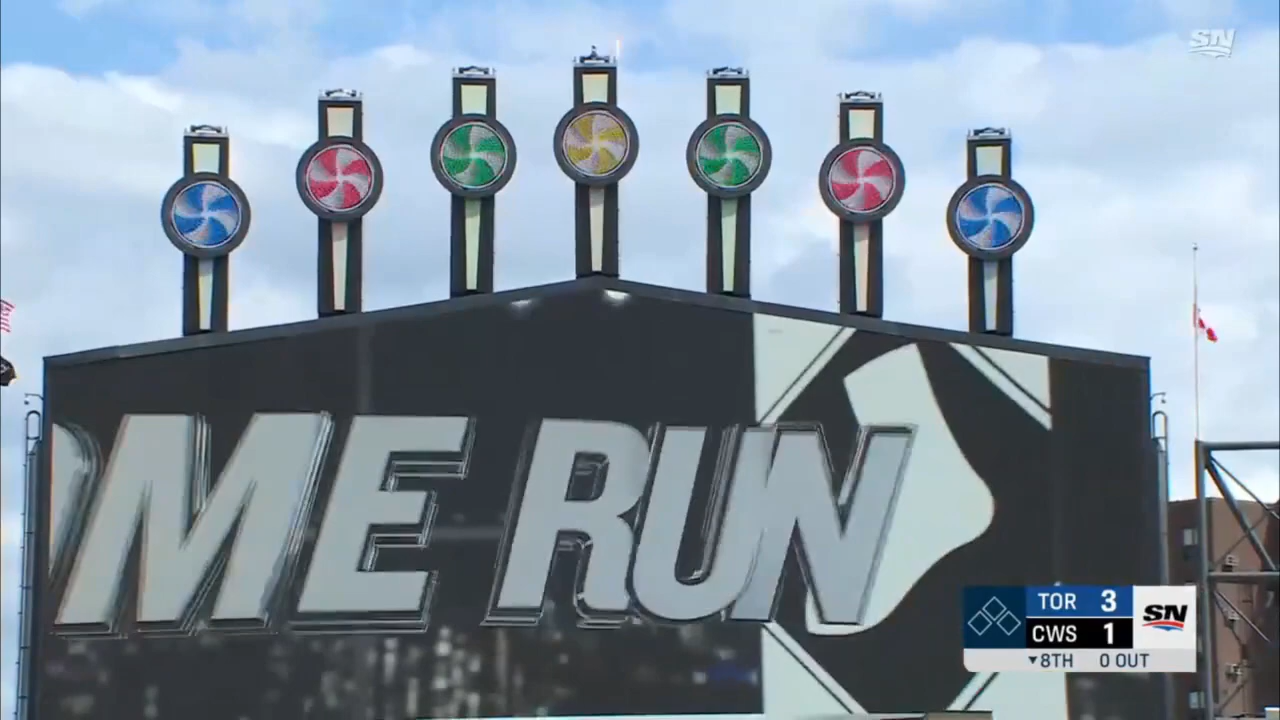 SN
ME RUN
TOR 3
CWS 1
SN
▼8TH 0 OUT